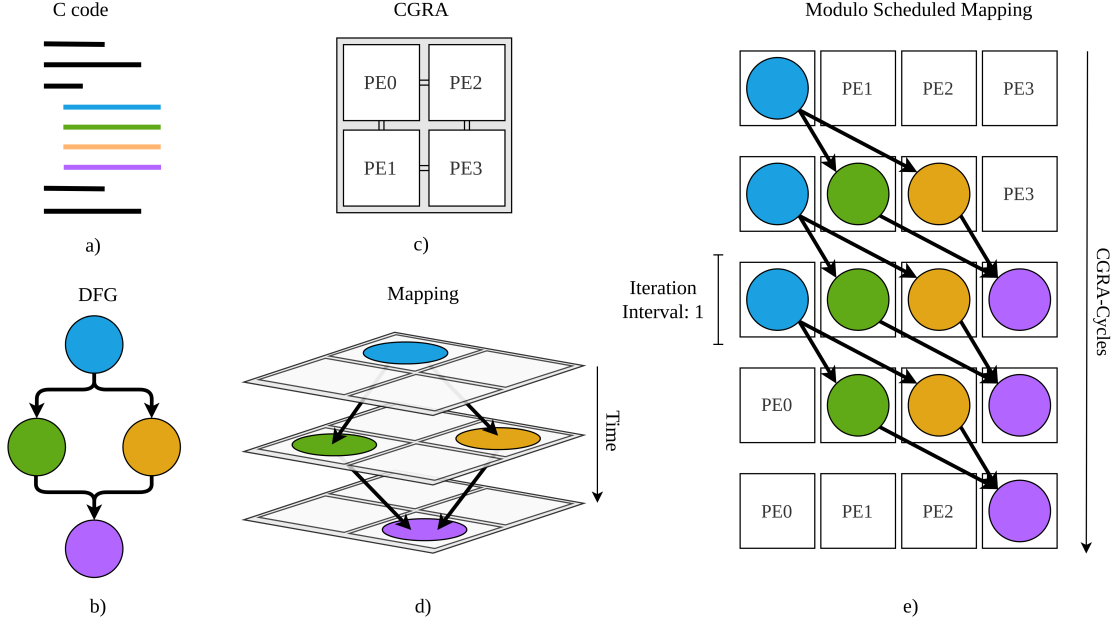 C code
a)
DFG
b)
CGRA
PE0
PE2
PE1
PE3
c)
Mapping
Time
d)
Modulo Scheduled Mapping
PE1
PE2
PE3
PE3
Iteration
Interval: 1
PE0
PE0
PE1
PE2
CGRA-Cycles
e)